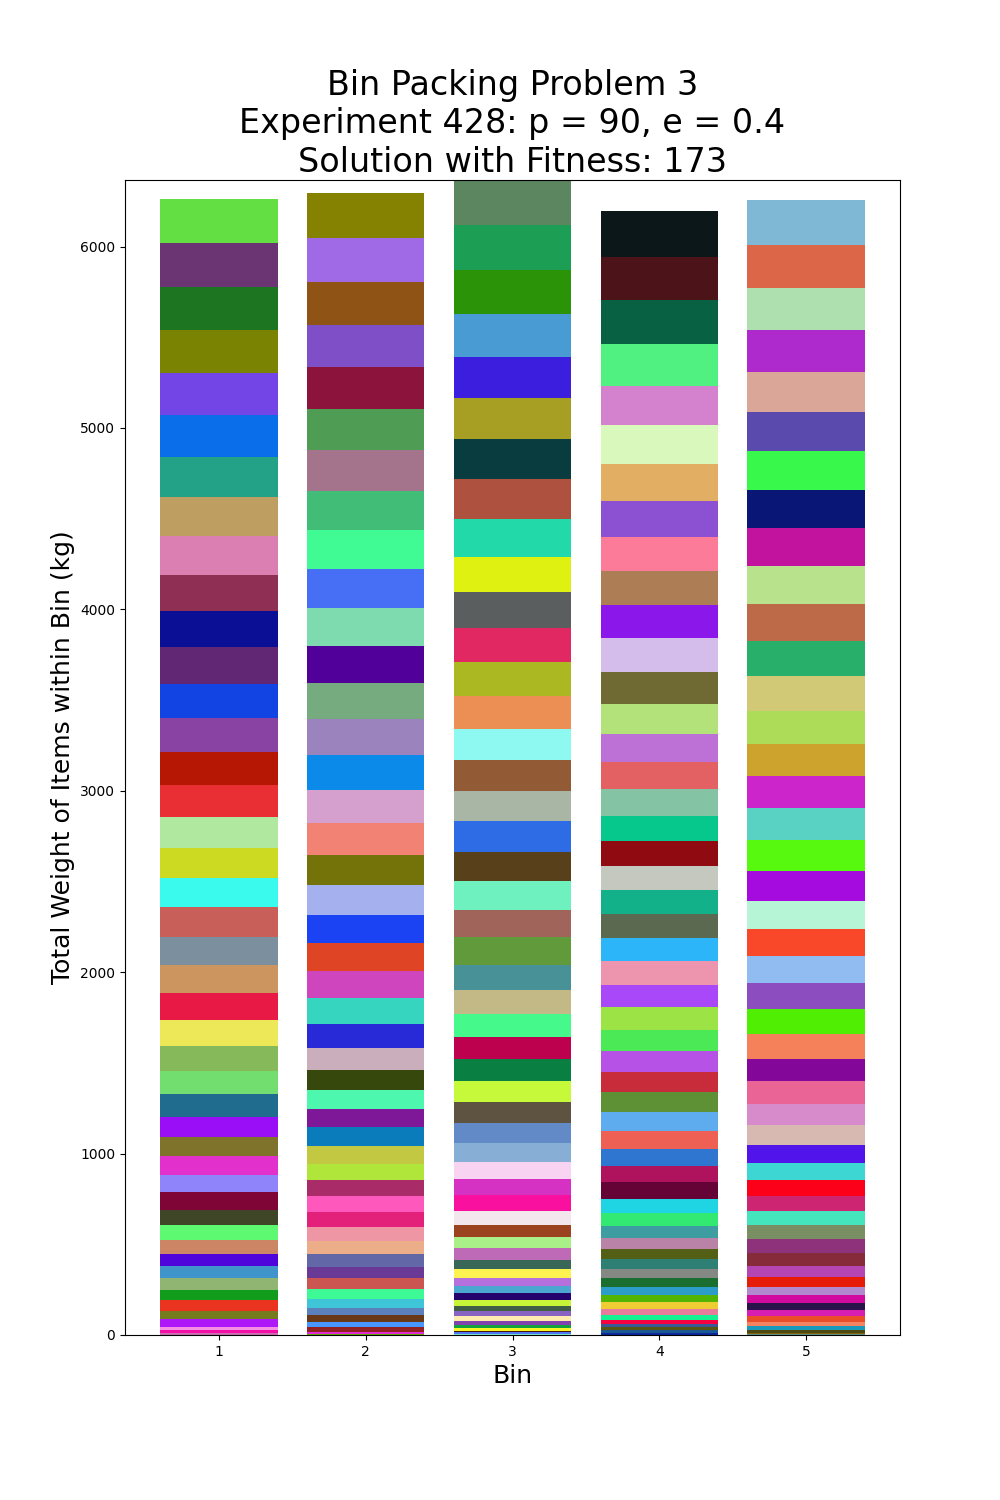 Bin Packing Problem 3
Experiment 428: p = 90, e = 0.4
Solution with Fitness: 173
Total Weight of Items within Bin (kg)
6000
5000
4000
3000
2000
1000
0
1 2 3 4 5
Bin